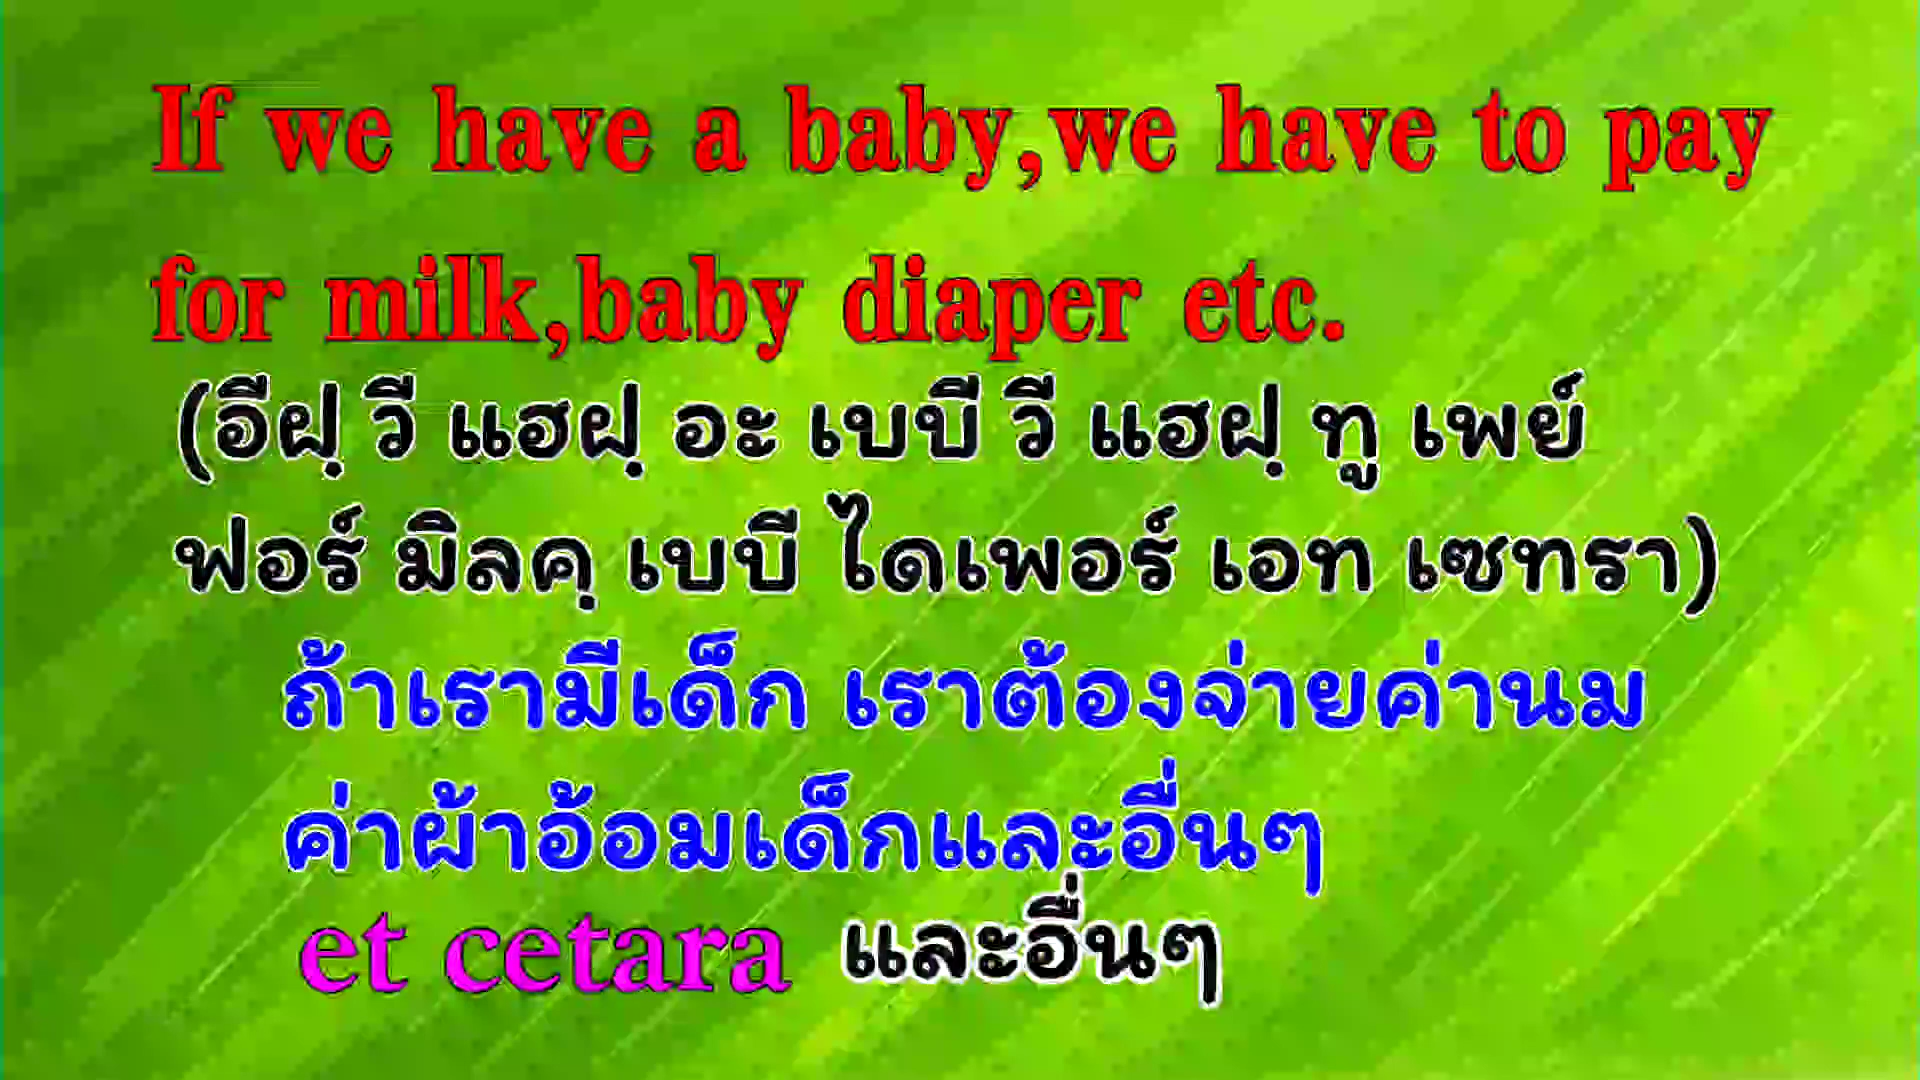 If we have a baby,we have to pay
for milk,baby diaper etc.
(อีฝฺ วี แฮฝฺ อะ เบบี วี แฮฝฺ ทู เพย์
ฟอร์ มิลคฺ เบบี ไดเพอร์ เอท เซทรา)
ถ้าเรามีเด็ก เราต้องจ่ายค่านม
ค่าผ้าอ้อมเด็กและอื่นๆ
et cetara และอื่นๆ